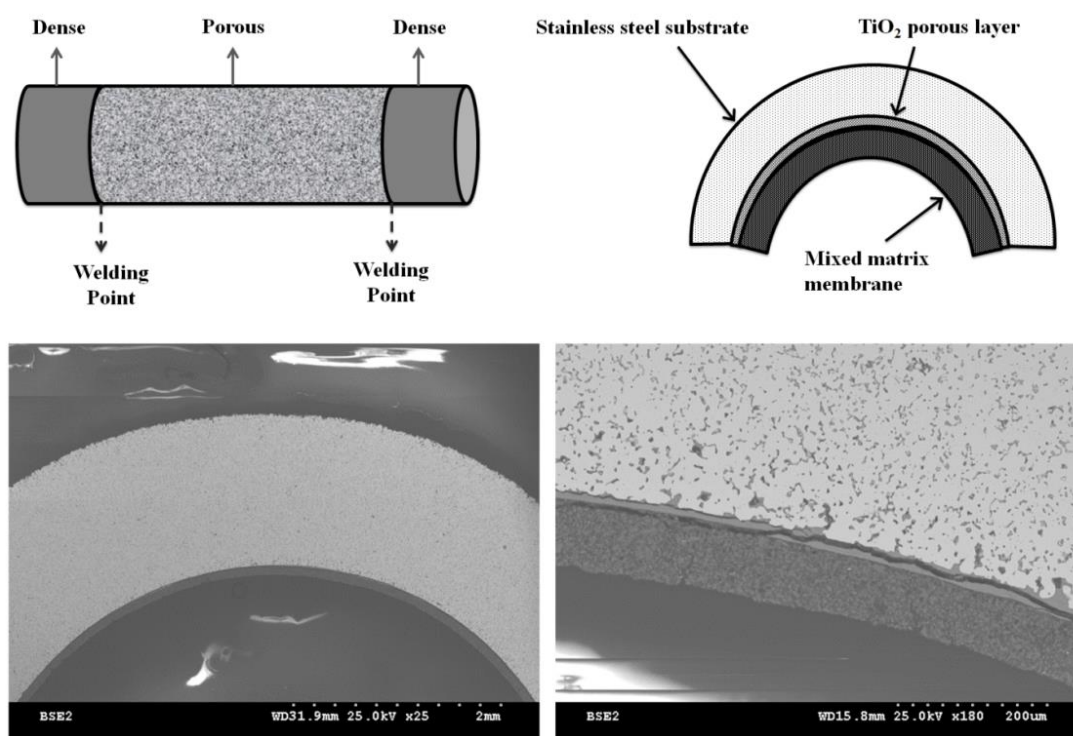 Dense
Porous
Dense
Welding
Point
Welding
Point
Stainless steel substrate
TiO₂ porous layer
Mixed matrix
membrane
BSE2 WD31.9mm 25.0kV x25 2mm
BSE2 WD15.8mm 25.0kV x180 200um